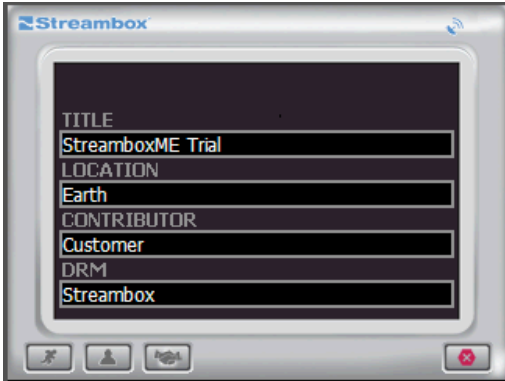 Streambox
TITLE
StreamboxME Trial
LOCATION
Earth
CONTRIBUTOR
Customer
DRM
Streambox